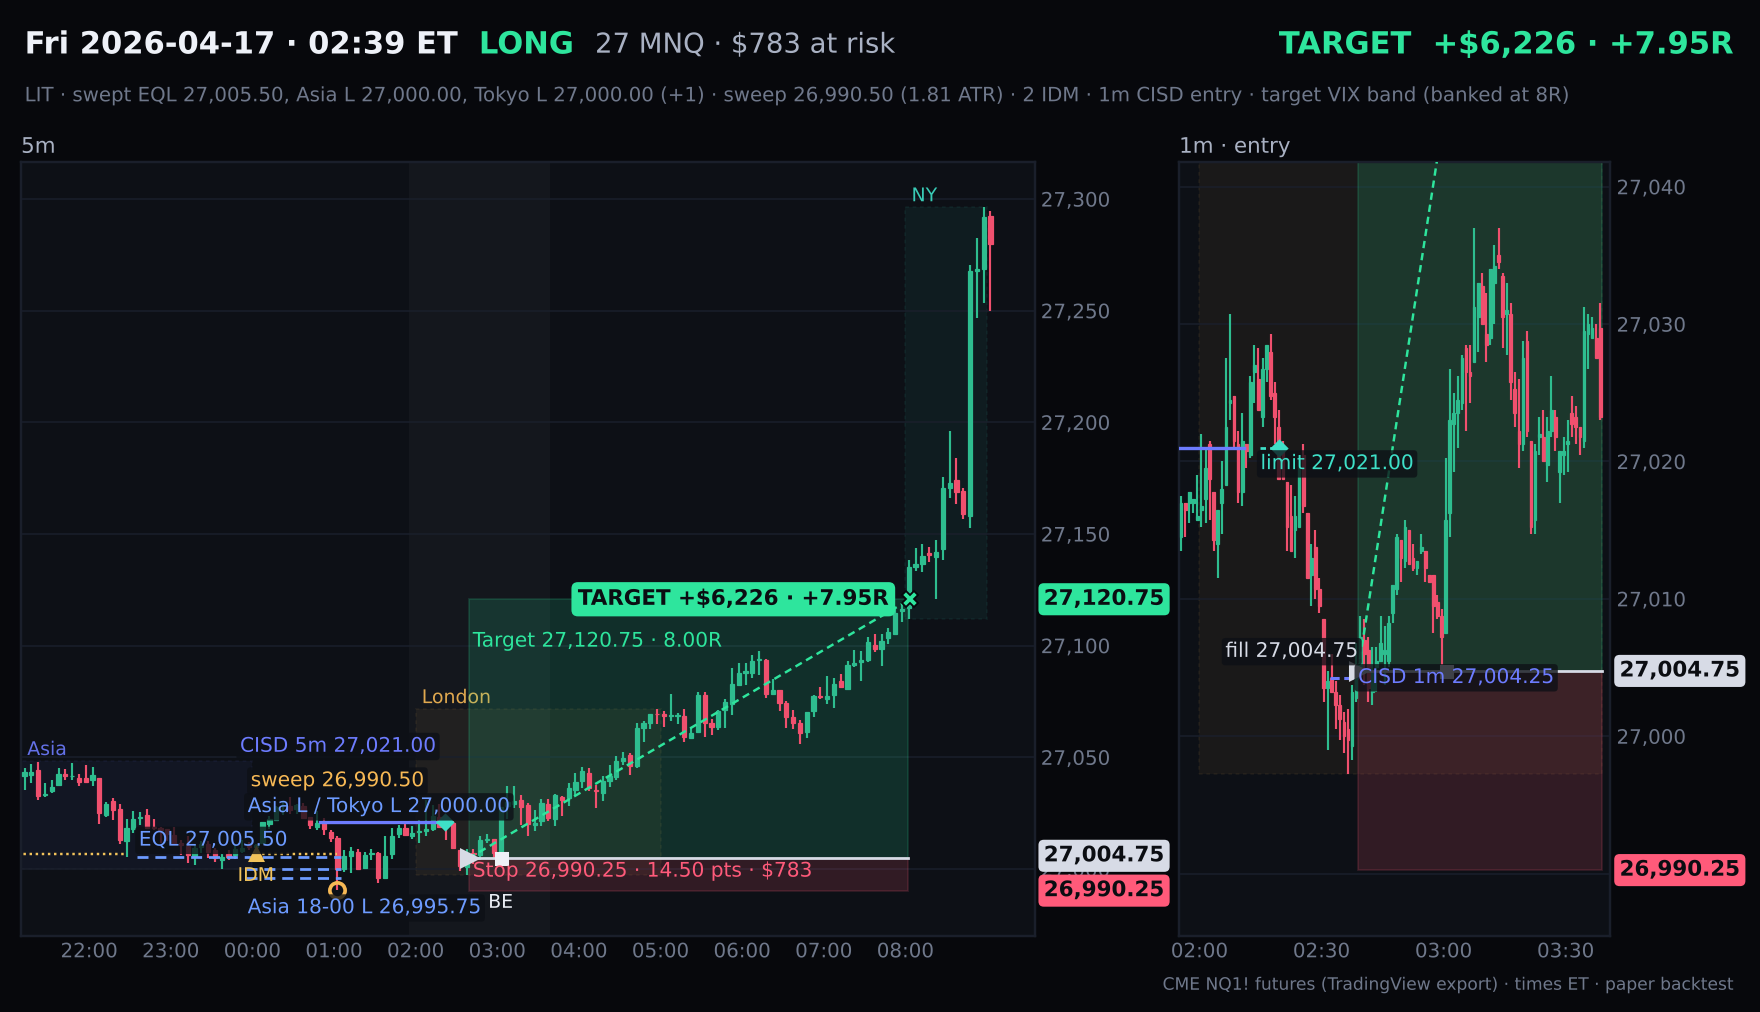 Fri 2026-04-17 · 02:39 ET LONG 27 MNQ · $783 at risk
TARGET +$6,226 · +7.95R
LIT · swept EQL 27,005.50, Asia L 27,000.00, Tokyo L 27,000.00 (+1) · sweep 26,990.50 (1.81 ATR) · 2 IDM · 1m CISD entry · target VIX band (banked at 8R)
5m
NY
27,300
27,250
27,200
27,150
TARGET +$6,226 · +7.95R
27,120.75
Target 27,120.75 · 8.00R
27,100
London
CISD 5m 27,021.00
Asia
27,050
sweep 26,990.50
Asia L / Tokyo L 27,000.00
EQL 27,005.50
27,004.75
IDM
Stop 26,990.25 · 14.50 pts · $783
26,990.25
Asia 18-00 L 26,995.75
BE
22:00 23:00 00:00 01:00 02:00 03:00 04:00 05:00 06:00 07:00 08:00
1m · entry
27,040
27,030
limit 27,021.00
27,020
27,010
fill 27,004.75
CISD 1m 27,004.25
27,004.75
27,000
26,990.25
02:00 02:30 03:00 03:30
CME NQ1! futures (TradingView export) · times ET · paper backtest